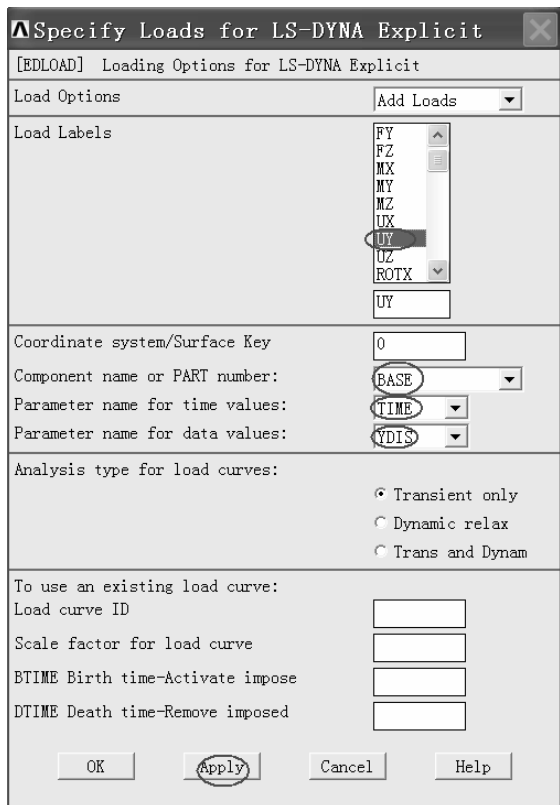 Specify Loads for LS-DYNA Explicit
[EDLOAD] Loading Options for LS-DYNA Explicit
Load Options Add Loads
Load Labels
FY
FZ
MX
MY
MZ
UX
UY
UZ
ROTX
UY
Coordinate system/Surface Key 0
Component name or PART number: BASE
Parameter name for time values: TIME
Parameter name for data values: YDIS
Analysis type for load curves:
Transient only
Dynamic relax
Trans and Dynam
To use an existing load curve:
Load curve ID
Scale factor for load curve
BTIME Birth time-Activate impose
DTIME Death time-Remove imposed
OK Apply Cancel Help